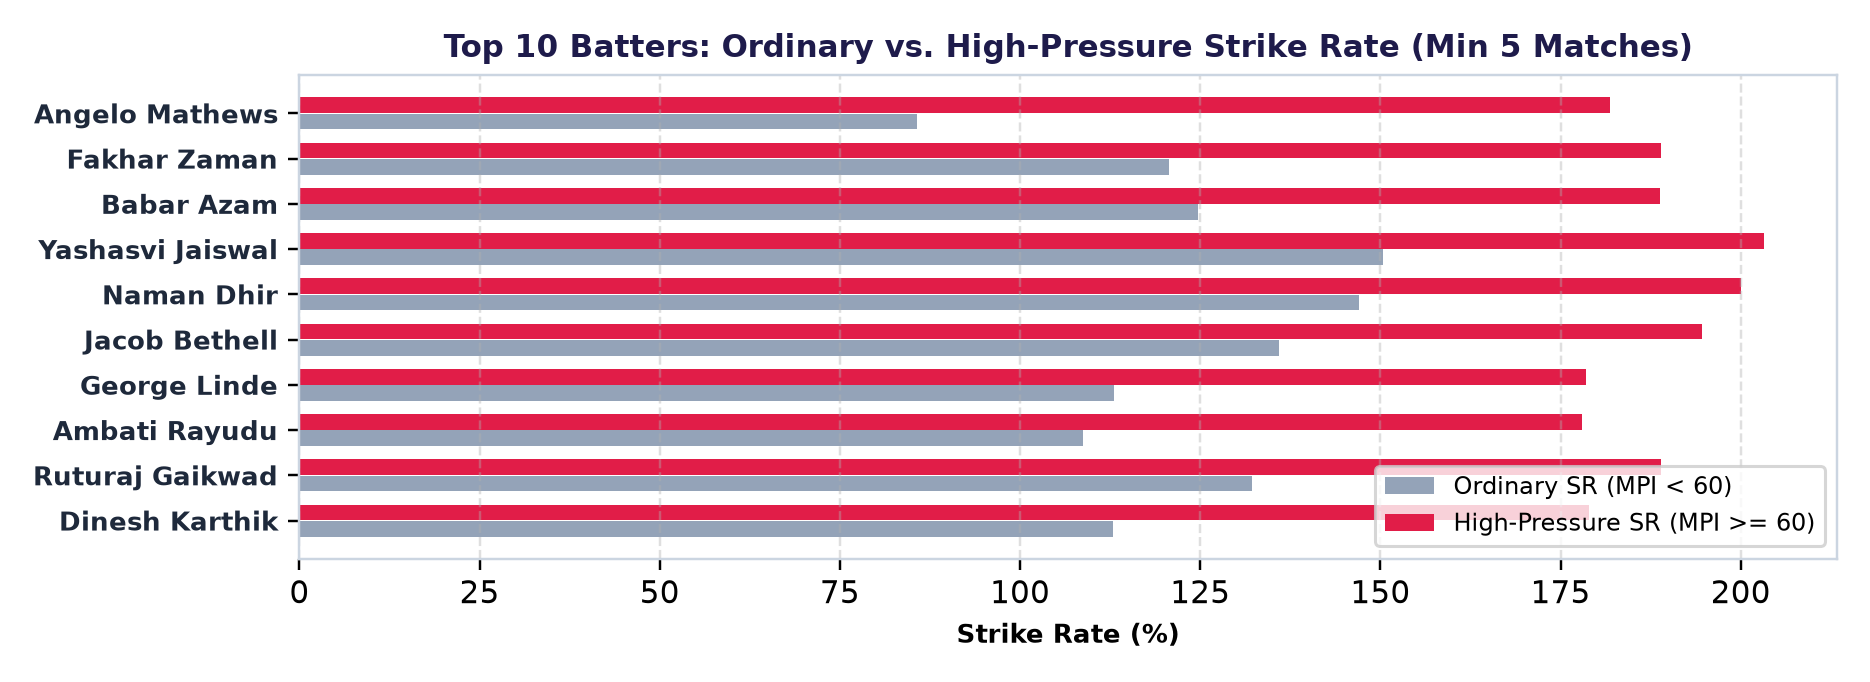 Top 10 Batters: Ordinary vs. High-Pressure Strike Rate (Min 5 Matches)
Angelo Mathews
Fakhar Zaman
Babar Azam
Yashasvi Jaiswal
Naman Dhir
Jacob Bethell
George Linde
Ambati Rayudu
Ruturaj Gaikwad
Dinesh Karthik
Ordinary SR (MPI < 60)
High-Pressure SR (MPI >= 60)
0 25 50 75 100 125 150 175 200
Strike Rate (%)